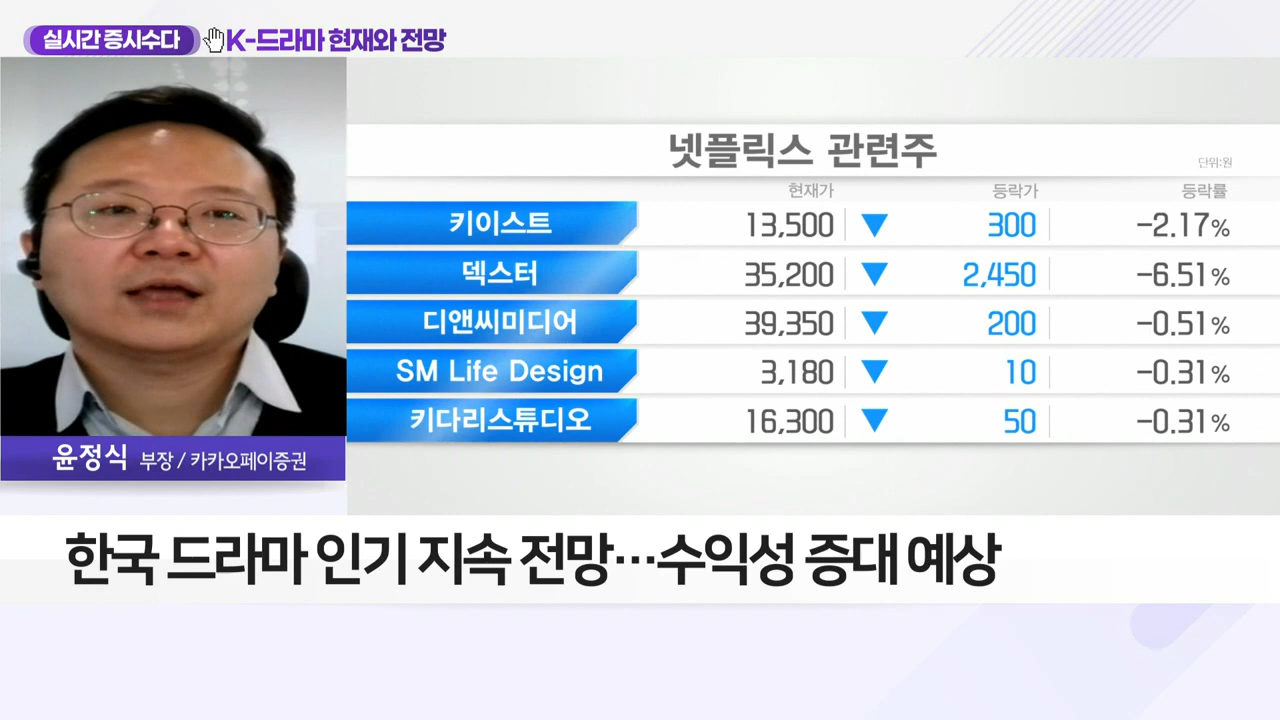 실시간 증시수다 K-드라마 현재와 전망
넷플릭스 관련주
단위:원
현재가 등락가 등락률
키이스트 13,500 ▼ 300 -2.17%
덱스터 35,200 ▼ 2,450 -6.51%
디앤씨미디어 39,350 ▼ 200 -0.51%
SM Life Design 3,180 ▼ 10 -0.31%
키다리스튜디오 16,300 ▼ 50 -0.31%
윤정식 부장 / 카카오페이증권
한국 드라마 인기 지속 전망…수익성 증대 예상